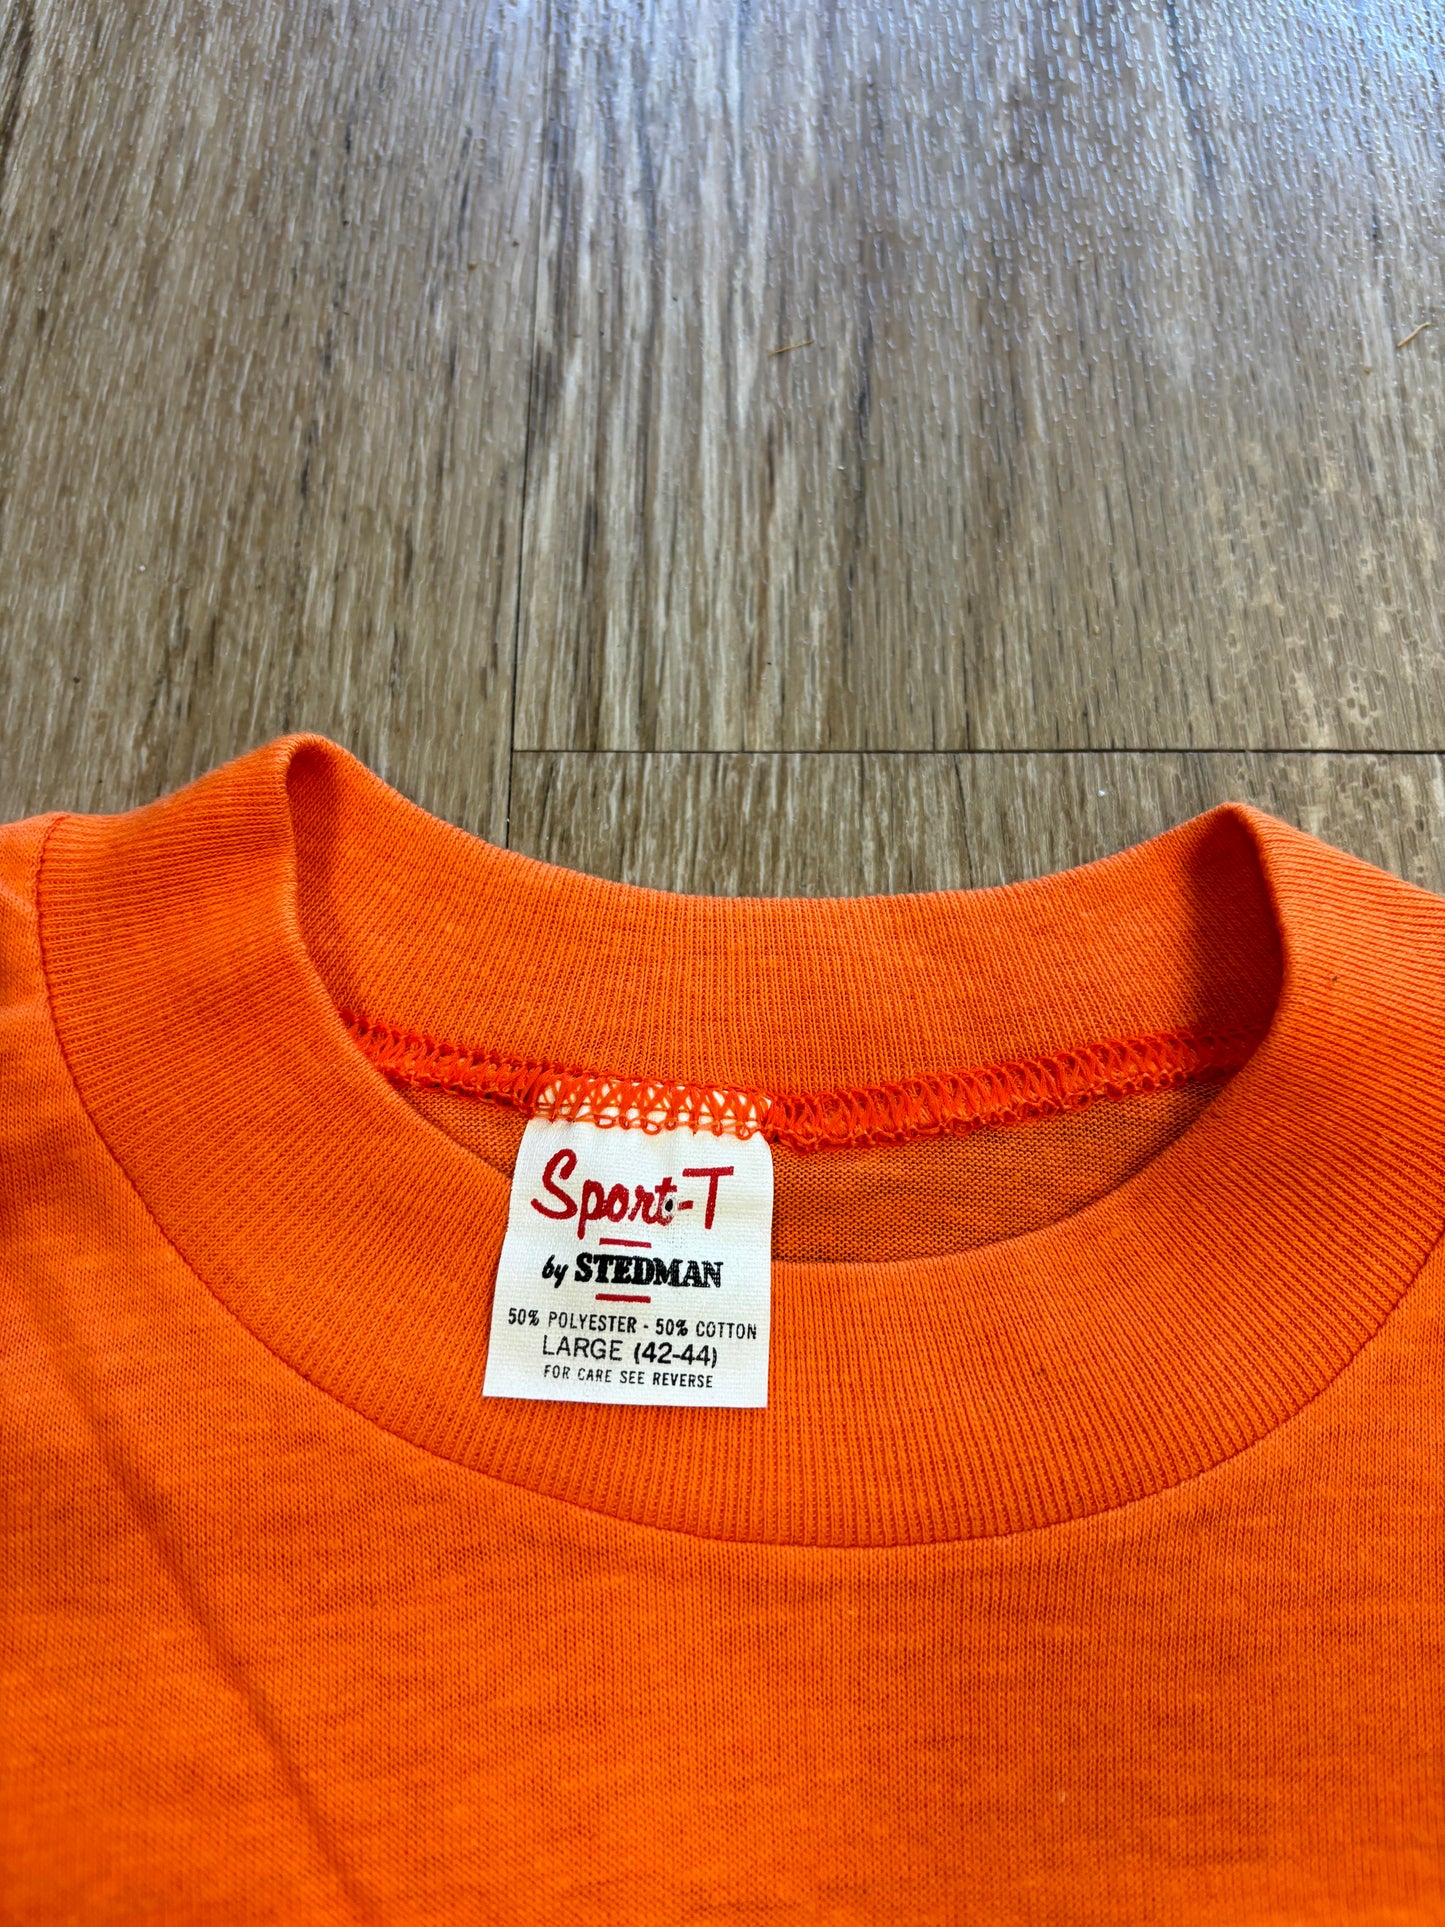 Sport-T
by STEDMAN
50% POLYESTER - 50% COTTON
LARGE (42-44)
FOR CARE SEE REVERSE